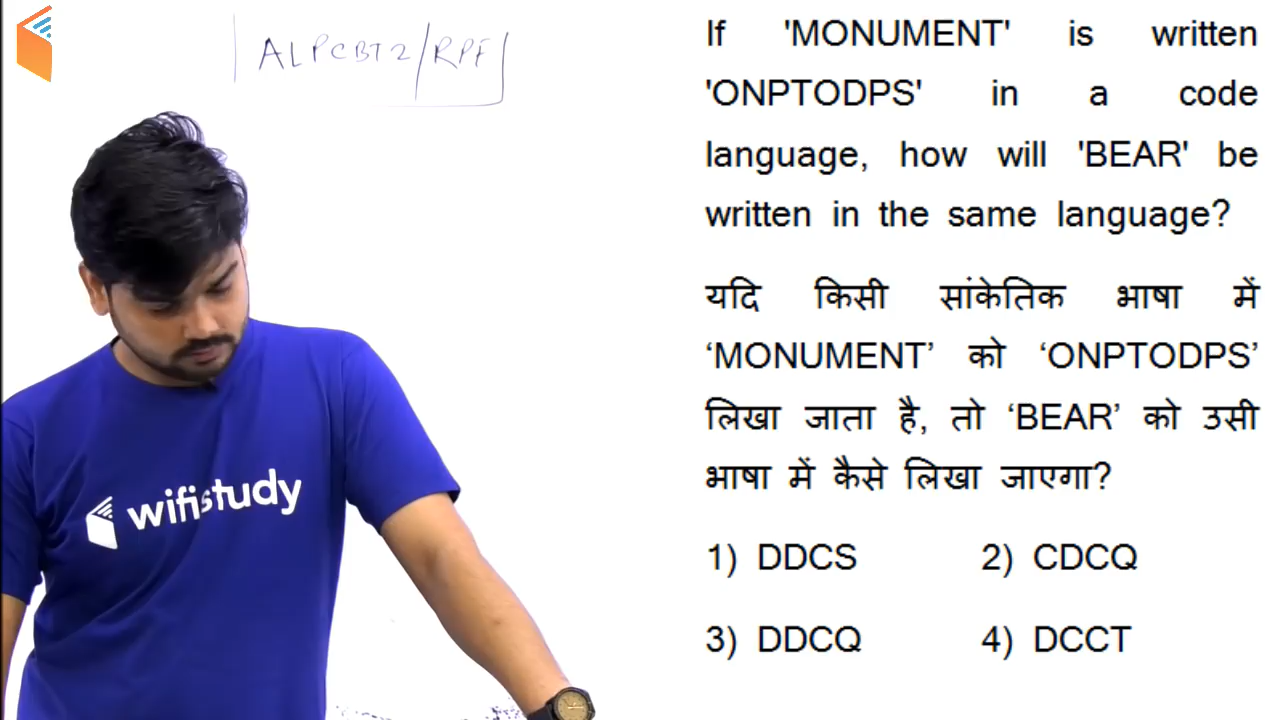 ALPCBT2/RPF
If 'MONUMENT' is written
'ONPTODPS' in a code
language, how will 'BEAR' be
written in the same language?
यदि किसी सांकेतिक भाषा में
‘MONUMENT’ को ‘ONPTODPS’
लिखा जाता है, तो ‘BEAR’ को उसी
भाषा में कैसे लिखा जाएगा?
1) DDCS 2) CDCQ
3) DDCQ 4) DCCT
wifistudy